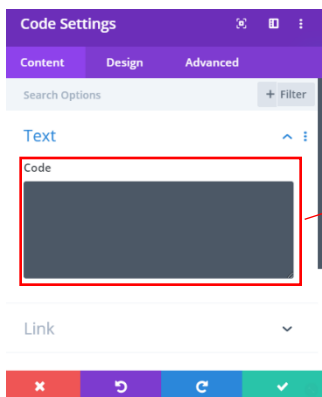 Code Settings
Content Design Advanced
Search Options + Filter
Text
Code
Link